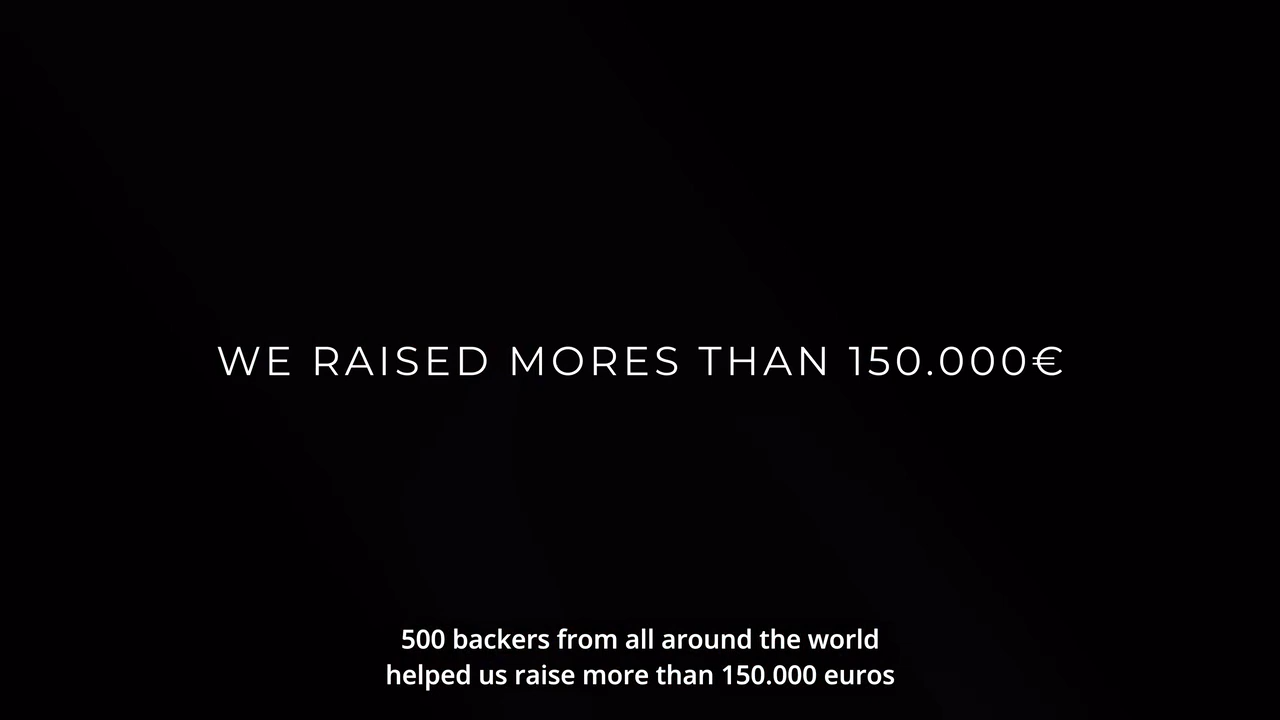 WE RAISED MORES THAN 150.000€
500 backers from all around the world
helped us raise more than 150.000 euros